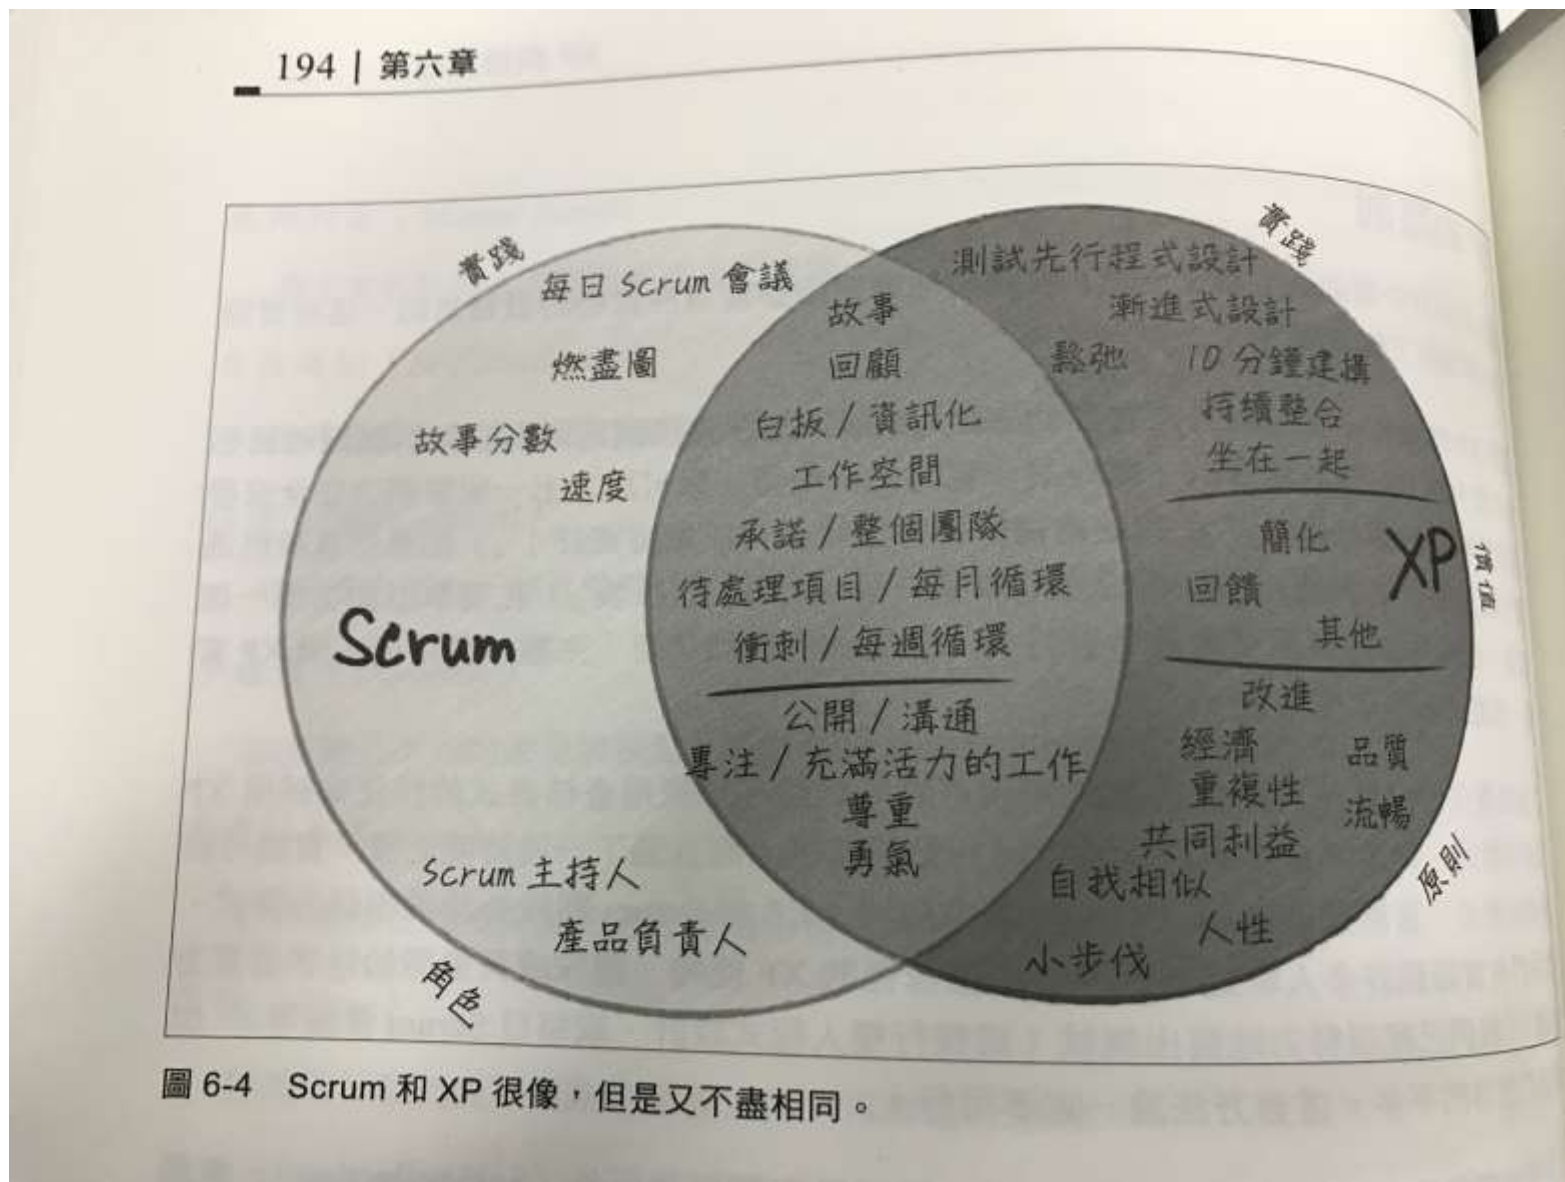 194 | 第六章
實踐
每日 Scrum 會議
燃盡圖
故事分數
速度
Scrum
Scrum 主持人
產品負責人
角色
故事
回顧
白板 / 資訊化
工作空間
承諾 / 整個團隊
待處理項目 / 每月循環
衝刺 / 每週循環
公開 / 溝通
專注 / 充滿活力的工作
尊重
勇氣
實踐
測試先行程式設計
漸進式設計
鬆弛 10 分鐘建構
持續整合
坐在一起
簡化
XP
價值
回饋
其他
改進
經濟 品質
重複性 流暢
共同利益
自我相似
人性
小步伐
原則
圖 6-4 Scrum 和 XP 很像，但是又不盡相同。